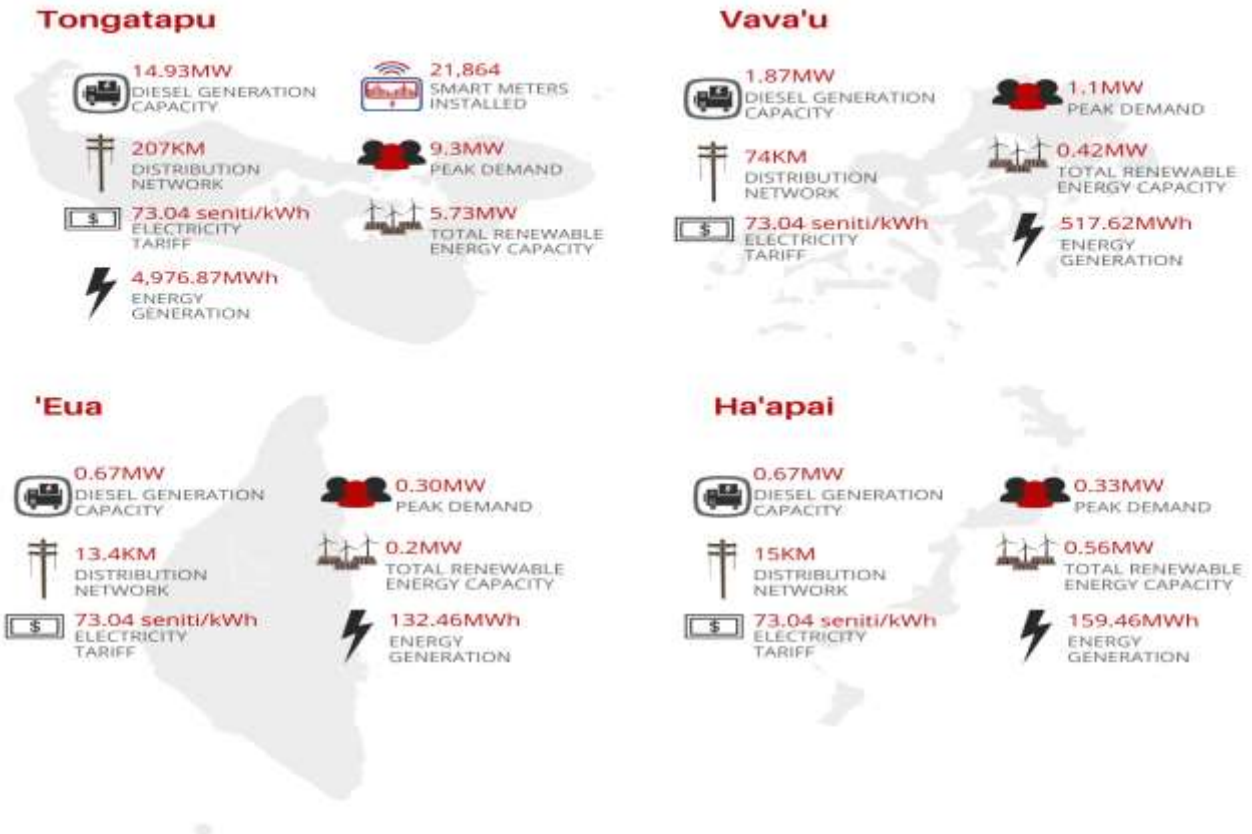 Tongatapu
14.93MW
DIESEL GENERATION
CAPACITY
21,864
SMART METERS
INSTALLED
207KM
DISTRIBUTION
NETWORK
9.3MW
PEAK DEMAND
$
73.04 seniti/kWh
ELECTRICITY
TARIFF
5.73MW
TOTAL RENEWABLE
ENERGY CAPACITY
4,976.87MWh
ENERGY
GENERATION
Vava'u
1.87MW
DIESEL GENERATION
CAPACITY
1.1MW
PEAK DEMAND
74KM
DISTRIBUTION
NETWORK
0.42MW
TOTAL RENEWABLE
ENERGY CAPACITY
$
73.04 seniti/kWh
ELECTRICITY
TARIFF
517.62MWh
ENERGY
GENERATION
'Eua
0.67MW
DIESEL GENERATION
CAPACITY
0.30MW
PEAK DEMAND
13.4KM
DISTRIBUTION
NETWORK
0.2MW
TOTAL RENEWABLE
ENERGY CAPACITY
$
73.04 seniti/kWh
ELECTRICITY
TARIFF
132.46MWh
ENERGY
GENERATION
Ha'apai
0.67MW
DIESEL GENERATION
CAPACITY
0.33MW
PEAK DEMAND
15KM
DISTRIBUTION
NETWORK
0.56MW
TOTAL RENEWABLE
ENERGY CAPACITY
$
73.04 seniti/kWh
ELECTRICITY
TARIFF
159.46MWh
ENERGY
GENERATION